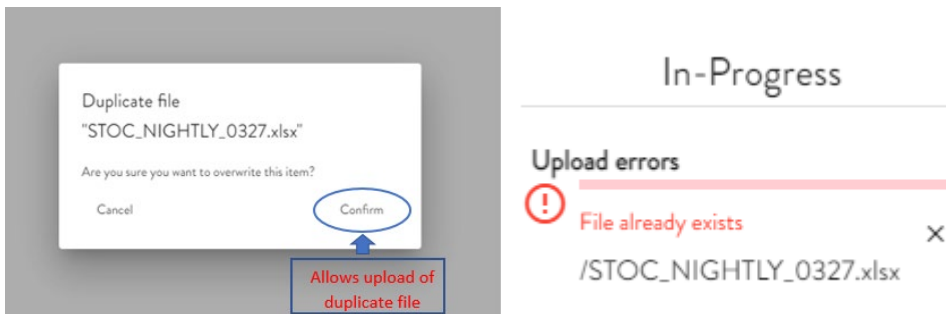 Duplicate file
"STOC_NIGHTLY_0327.xlsx"
Are you sure you want to overwrite this item?
Cancel
Confirm
Allows upload of
duplicate file
In-Progress
Upload errors
File already exists
/STOC_NIGHTLY_0327.xlsx